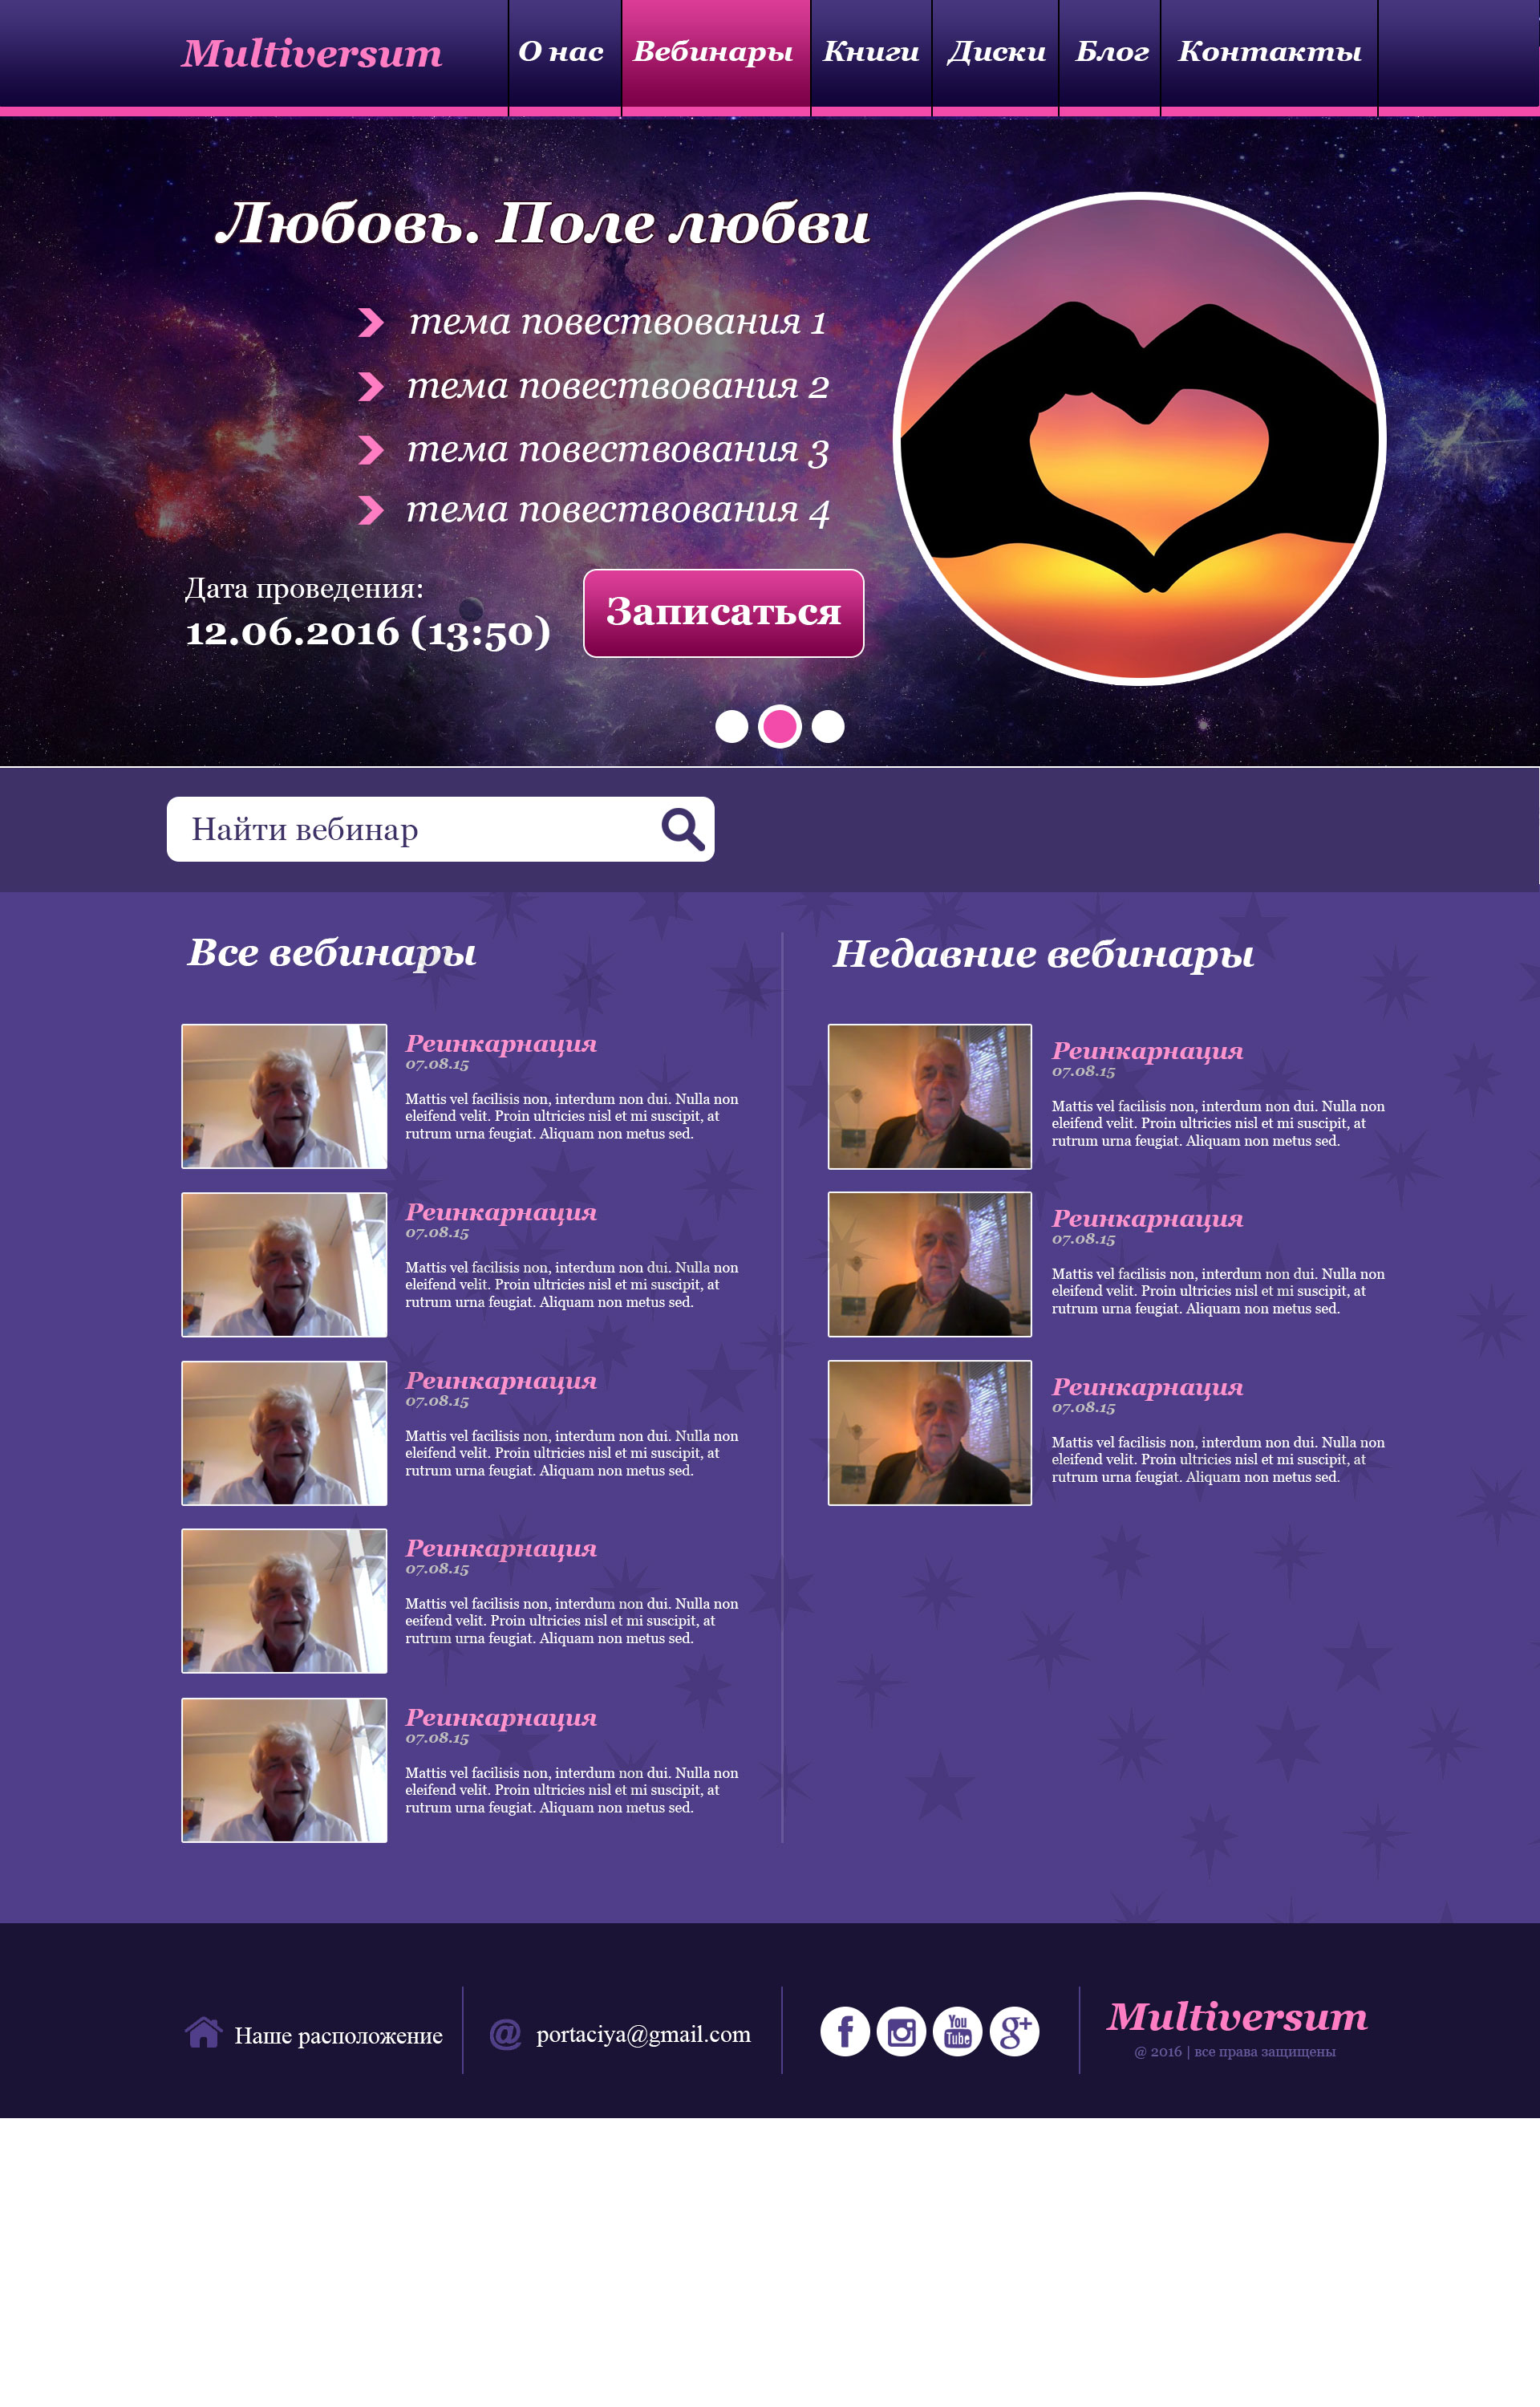 Multiversum
О нас
Вебинары
Книги
Диски
Блог
Контакты
Любовь. Поле любви
тема повествования 1
тема повествования 2
тема повествования 3
тема повествования 4
Дата проведения:
12.06.2016 (13:50)
Записаться
Найти вебинар
Все вебинары
Реинкарнация
07.08.15
Mattis vel facilisis non, interdum non dui. Nulla non
eleifend velit. Proin ultricies nisl et mi suscipit, at
rutrum urna feugiat. Aliquam non metus sed.
Реинкарнация
07.08.15
Mattis vel facilisis non, interdum non dui. Nulla non
eleifend velit. Proin ultricies nisl et mi suscipit, at
rutrum urna feugiat. Aliquam non metus sed.
Реинкарнация
07.08.15
Mattis vel facilisis non, interdum non dui. Nulla non
eleifend velit. Proin ultricies nisl et mi suscipit, at
rutrum urna feugiat. Aliquam non metus sed.
Реинкарнация
07.08.15
Mattis vel facilisis non, interdum non dui. Nulla non
eeifend velit. Proin ultricies nisl et mi suscipit, at
rutrum urna feugiat. Aliquam non metus sed.
Реинкарнация
07.08.15
Mattis vel facilisis non, interdum non dui. Nulla non
eleifend velit. Proin ultricies nisl et mi suscipit, at
rutrum urna feugiat. Aliquam non metus sed.
Недавние вебинары
Реинкарнация
07.08.15
Mattis vel facilisis non, interdum non dui. Nulla non
eleifend velit. Proin ultricies nisl et mi suscipit, at
rutrum urna feugiat. Aliquam non metus sed.
Реинкарнация
07.08.15
Mattis vel facilisis non, interdum non dui. Nulla non
eleifend velit. Proin ultricies nisl et mi suscipit, at
rutrum urna feugiat. Aliquam non metus sed.
Реинкарнация
07.08.15
Mattis vel facilisis non, interdum non dui. Nulla non
eleifend velit. Proin ultricies nisl et mi suscipit, at
rutrum urna feugiat. Aliquam non metus sed.
Наше расположение
@ portaciya@gmail.com
f
You
Tube
g+
Multiversum
@ 2016 | все права защищены